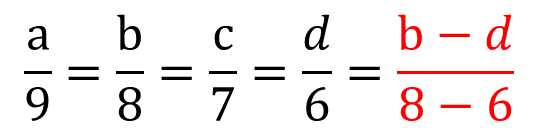 a/9 = b/8 = c/7 = d/6 = b − d/8 − 6